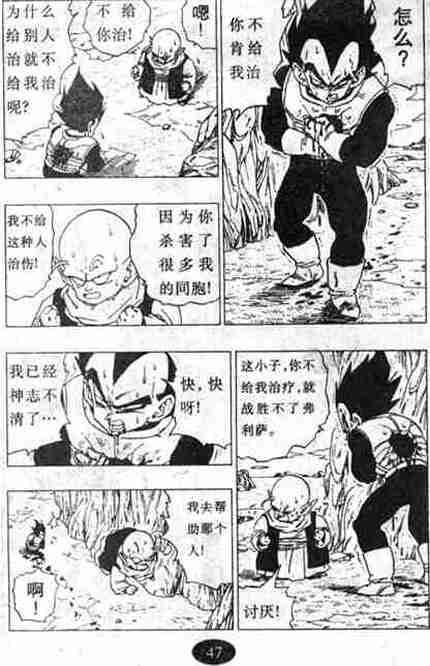 怎么?
你不
肯给
我治
嗯!
不给
你治!
为什么
给别人
治就不
给我治
呢?
因为你
杀害了
很多我
的同胞!
我不给
这种人
治伤!
快,快
呀!
我已经
神志不
清了…
这小子,你不
给我治疗,就
战胜不了弗
利萨。
讨厌!
我去帮
助那个
人!
啊!
47